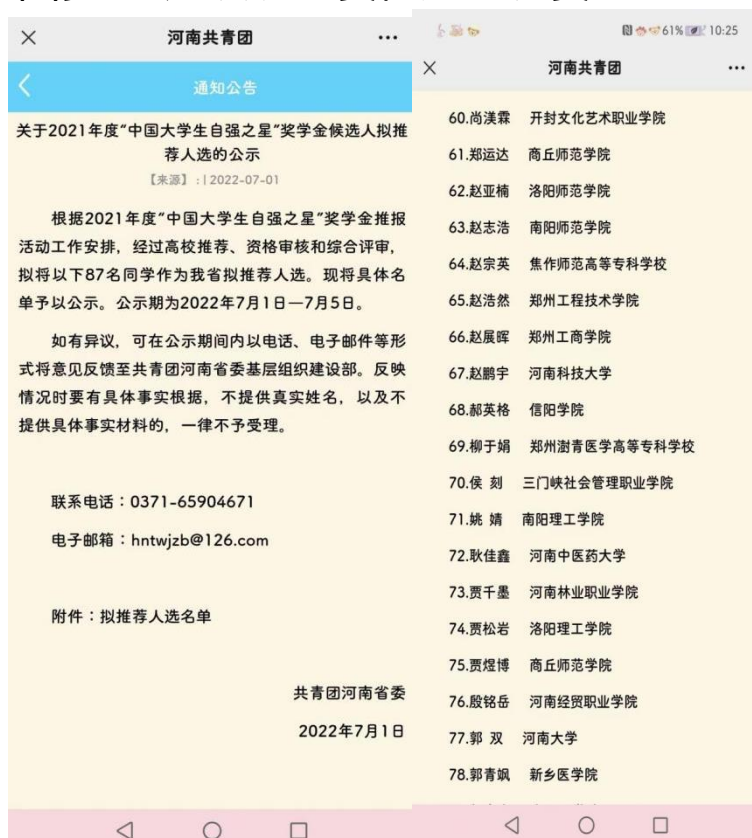 河南共青团
通知公告
关于2021年度“中国大学生自强之星”奖学金候选人拟推
荐人选的公示
【来源】：| 2022-07-01
根据2021年度“中国大学生自强之星”奖学金推报
活动工作安排，经过高校推荐、资格审核和综合评审，
拟将以下87名同学作为我省拟推荐人选。现将具体名
单予以公示。公示期为2022年7月1日—7月5日。
如有异议，可在公示期间内以电话、电子邮件等形
式将意见反馈至共青团河南省委基层组织建设部。反映
情况时要有具体事实根据，不提供真实姓名，以及不
提供具体事实材料的，一律不予受理。
联系电话：0371-65904671
电子邮箱：hntwjzb@126.com
附件：拟推荐人选名单
共青团河南省委
2022年7月1日
61% 10:25
河南共青团
60.尚渼霖 开封文化艺术职业学院
61.郑运达 商丘师范学院
62.赵亚楠 洛阳师范学院
63.赵志浩 南阳师范学院
64.赵宗英 焦作师范高等专科学校
65.赵浩然 郑州工程技术学院
66.赵展晖 郑州工商学院
67.赵鹏宇 河南科技大学
68.郝英格 信阳学院
69.柳于娟 郑州澍青医学高等专科学校
70.侯 刻 三门峡社会管理职业学院
71.姚 婧 南阳理工学院
72.耿佳鑫 河南中医药大学
73.贾千墨 河南林业职业学院
74.贾松岩 洛阳理工学院
75.贾煜博 商丘师范学院
76.殷铭岳 河南经贸职业学院
77.郭 双 河南大学
78.郭青飒 新乡医学院